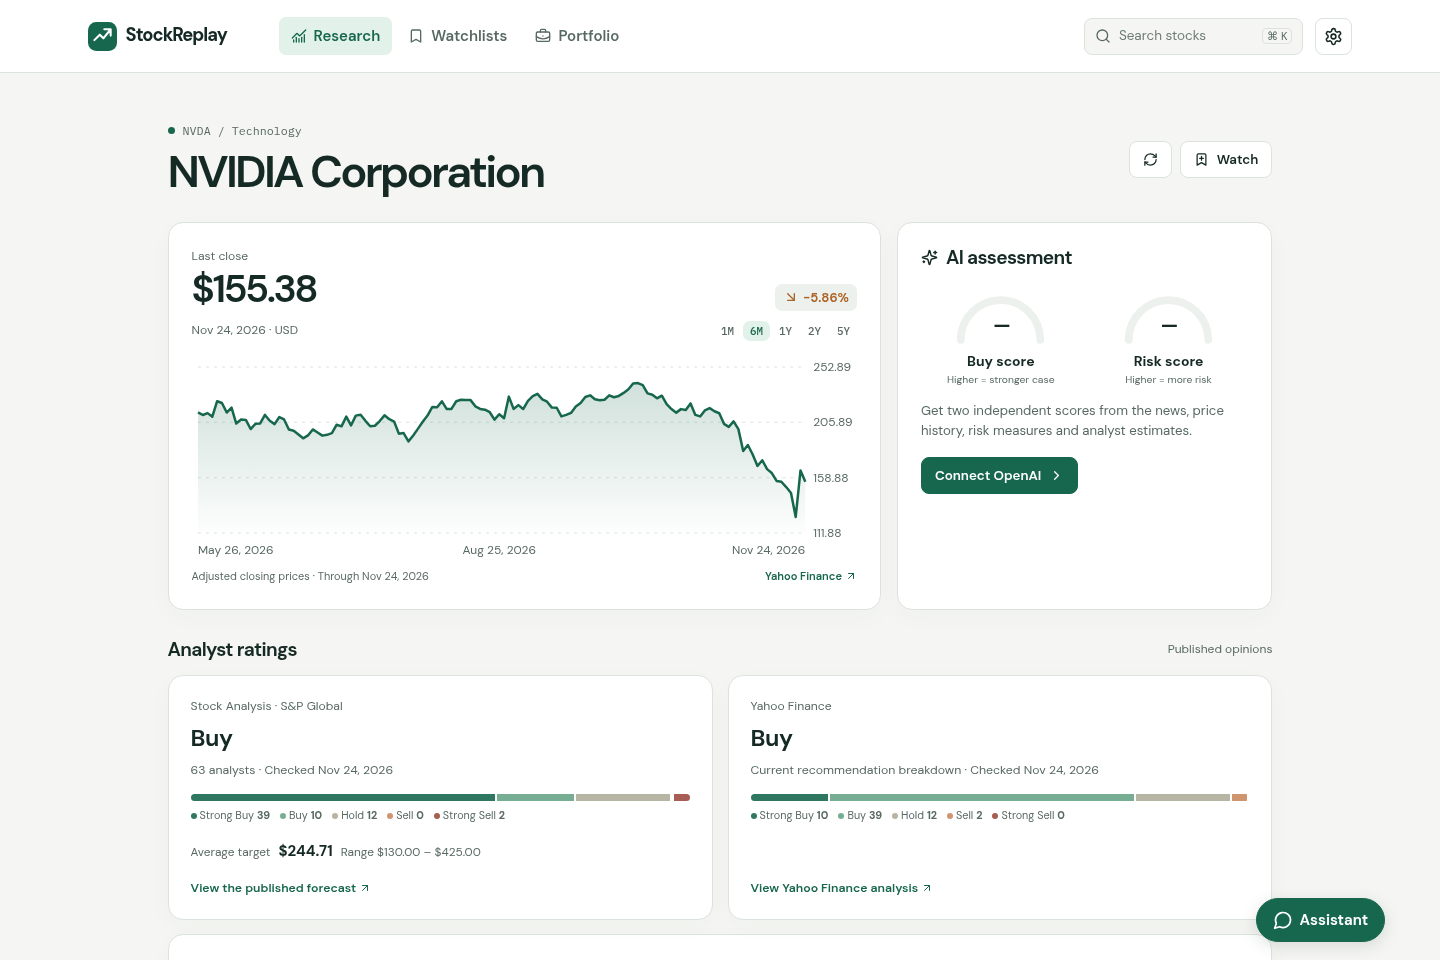 StockReplay
Research
Watchlists
Portfolio
Search stocks
⌘ K
NVDA / Technology
NVIDIA Corporation
Watch
Last close
$155.38
-5.86%
Nov 24, 2026 · USD
1M 6M 1Y 2Y 5Y
252.89
205.89
158.88
111.88
May 26, 2026
Aug 25, 2026
Nov 24, 2026
Adjusted closing prices · Through Nov 24, 2026
Yahoo Finance
AI assessment
–
–
Buy score
Risk score
Higher = stronger case
Higher = more risk
Get two independent scores from the news, price
history, risk measures and analyst estimates.
Connect OpenAI
Analyst ratings
Published opinions
Stock Analysis · S&P Global
Buy
63 analysts · Checked Nov 24, 2026
Strong Buy 39 Buy 10 Hold 12 Sell 0 Strong Sell 2
Average target $244.71 Range $130.00 – $425.00
View the published forecast
Yahoo Finance
Buy
Current recommendation breakdown · Checked Nov 24, 2026
Strong Buy 10 Buy 39 Hold 12 Sell 2 Strong Sell 0
View Yahoo Finance analysis
Assistant